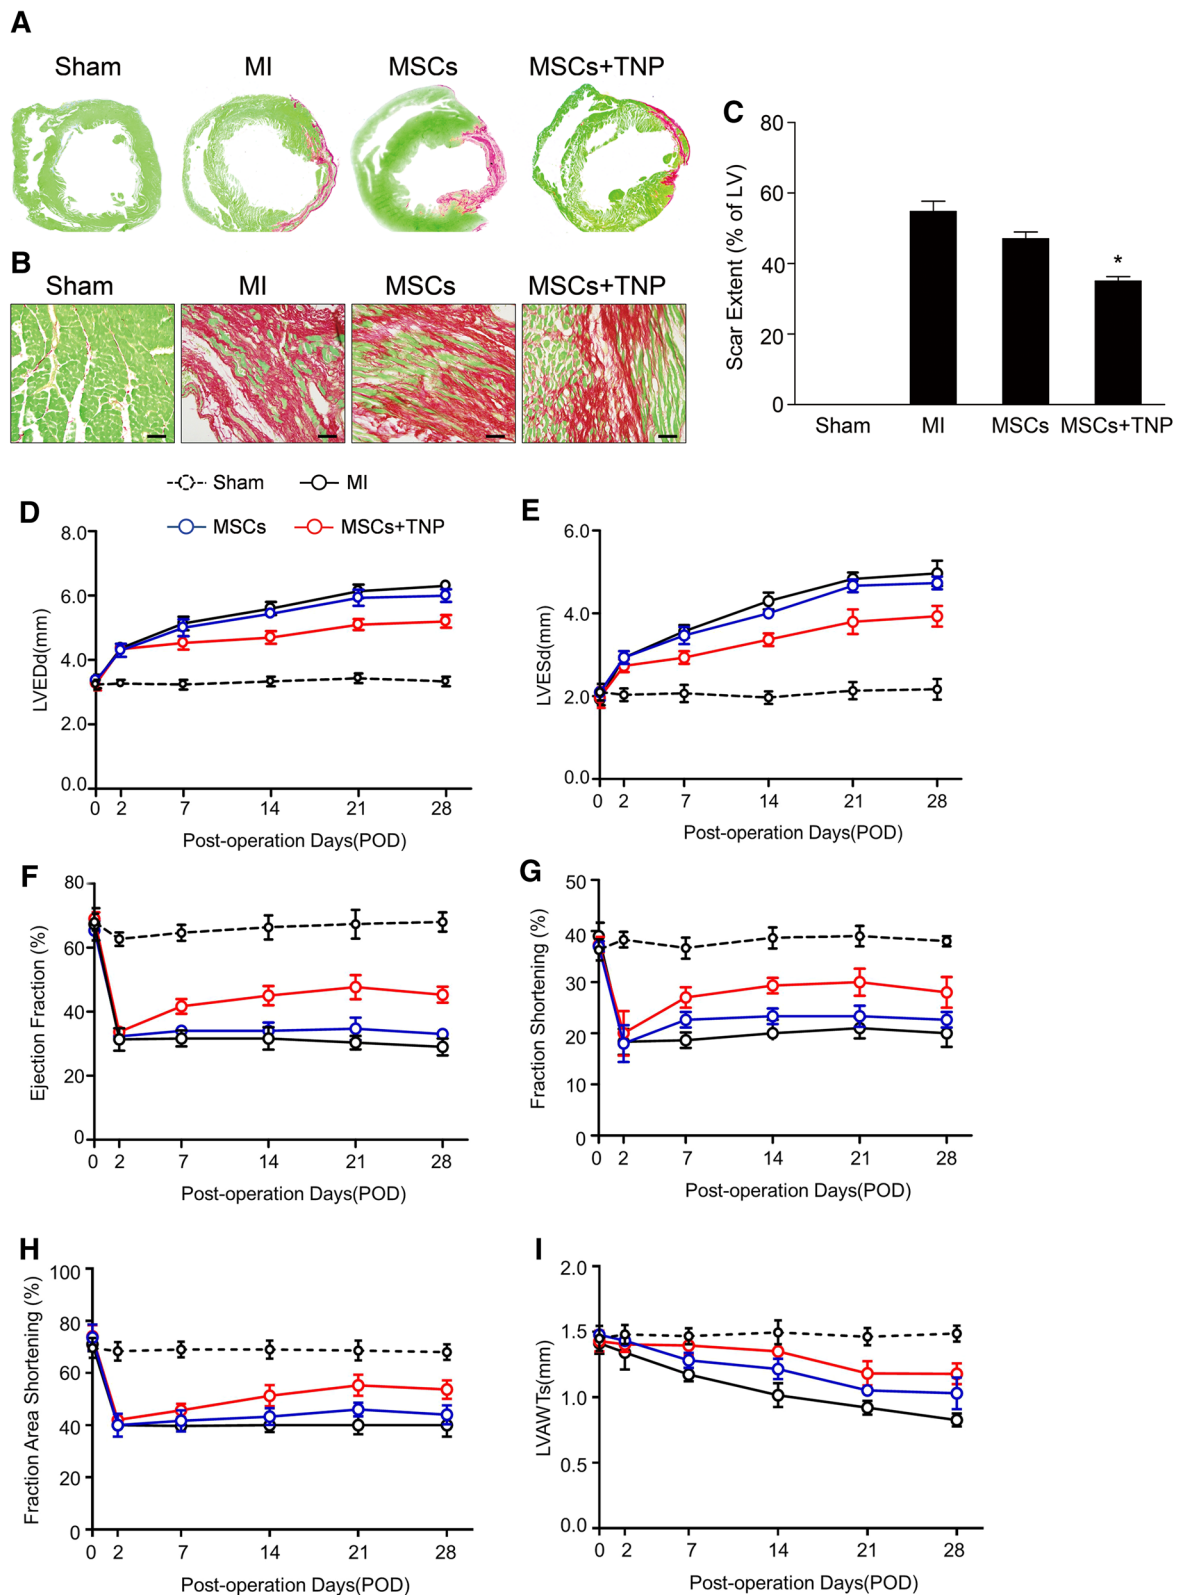 A
Sham MI MSCs MSCs+TNP
B
Sham MI MSCs MSCs+TNP
C
Scar Extent (% of LV)
80
60
40
20
0
*
Sham MI MSCs MSCs+TNP
Sham MI
MSCs MSCs+TNP
D
LVEDd(mm)
8.0
6.0
4.0
2.0
0.0
0 2 7 14 21 28
Post-operation Days(POD)
E
LVESd(mm)
6.0
4.0
2.0
0.0
0 2 7 14 21 28
Post-operation Days(POD)
F
Ejection Fraction (%)
80
60
40
20
0
0 2 7 14 21 28
Post-operation Days(POD)
G
Fraction Shortening (%)
50
40
30
20
10
0
0 2 7 14 21 28
Post-operation Days(POD)
H
Fraction Area Shortening (%)
100
80
60
40
20
0
0 2 7 14 21 28
Post-operation Days(POD)
I
LVAWTs(mm)
2.0
1.5
1.0
0.5
0.0
0 2 7 14 21 28
Post-operation Days(POD)